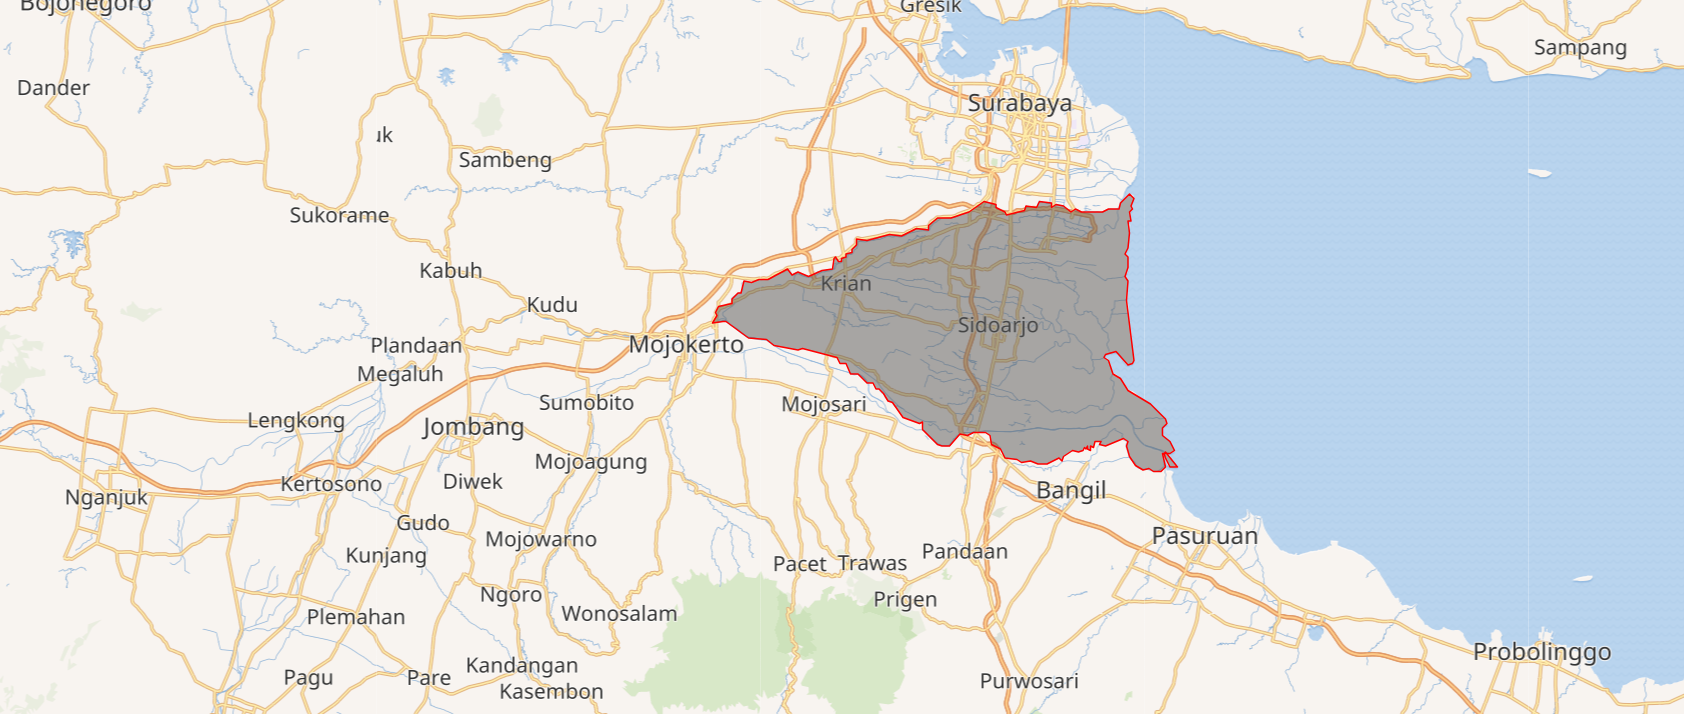 Bojonegoro
Gresik
Sampang
Dander
Surabaya
ık
Sambeng
Sukorame
Kabuh
Krian
Kudu
Sidoarjo
Plandaan
Mojokerto
Megaluh
Sumobito
Mojosari
Lengkong
Jombang
Mojoagung
Kertosono
Diwek
Bangil
Nganjuk
Gudo
Mojowarno
Pasuruan
Kunjang
Pandaan
Pacet
Trawas
Ngoro
Prigen
Plemahan
Wonosalam
Probolinggo
Kandangan
Pagu
Pare
Purwosari
Kasembon